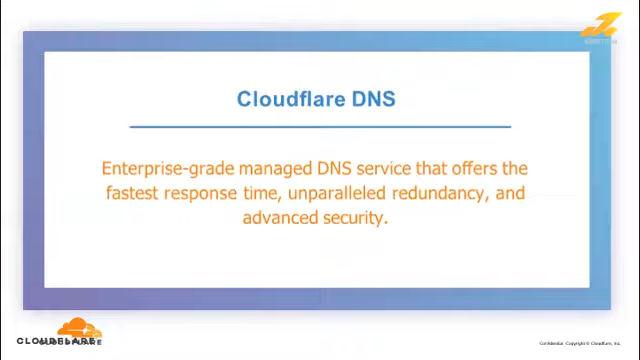 Cloudflare DNS
Enterprise-grade managed DNS service that offers the
fastest response time, unparalleled redundancy, and
advanced security.
CLOUDFLARE
Confidential. Copyright © Cloudflare, Inc.